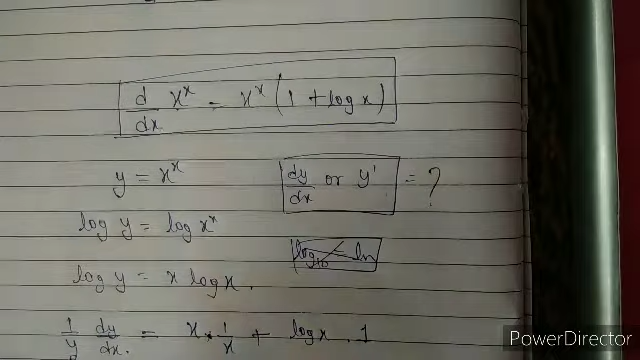 d/dx x^x = x^x (1 + log x)
y = x^x
dy/dx or y' = ?
log y = log x^x
log₁₀ ln
log y = x log x.
1/y dy/dx. = x × 1/x + log x . 1
PowerDirector